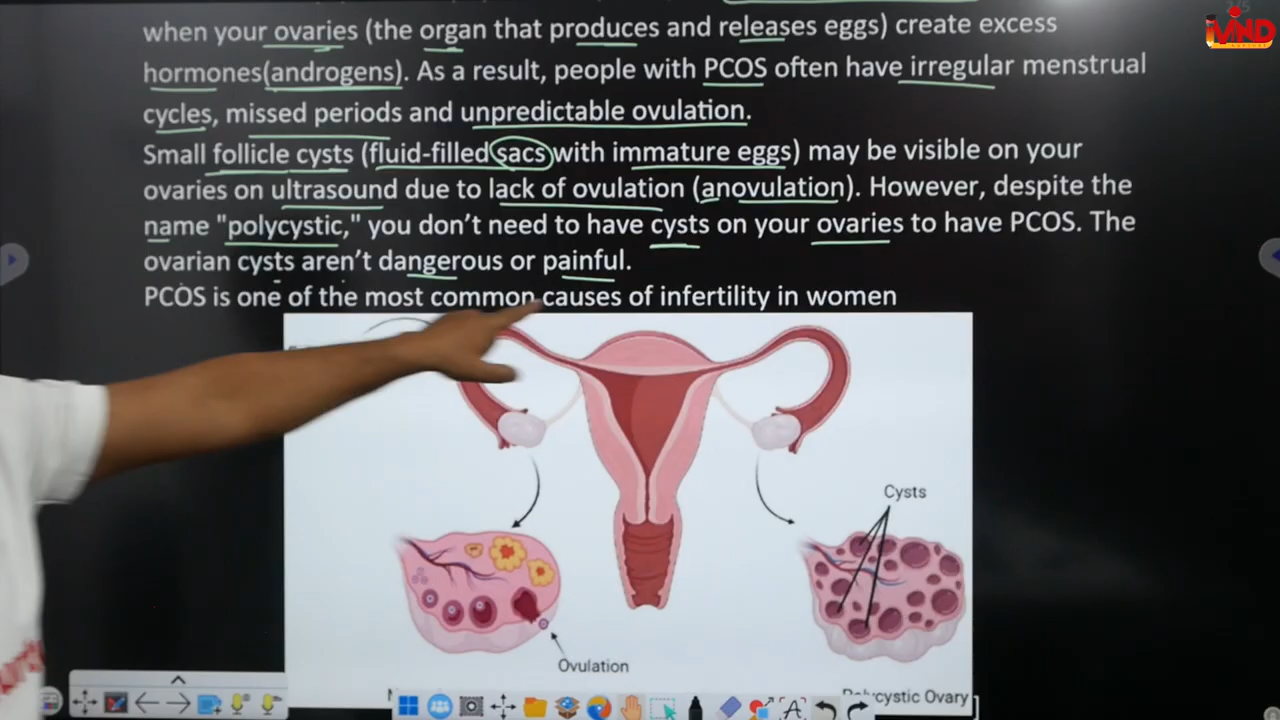 when your ovaries (the organ that produces and releases eggs) create excess
hormones(androgens). As a result, people with PCOS often have irregular menstrual
cycles, missed periods and unpredictable ovulation.
Small follicle cysts (fluid-filled sacs with immature eggs) may be visible on your
ovaries on ultrasound due to lack of ovulation (anovulation). However, despite the
name "polycystic," you don’t need to have cysts on your ovaries to have PCOS. The
ovarian cysts aren’t dangerous or painful.
PCOS is one of the most common causes of infertility in women
Cysts
Ovulation
Ovary